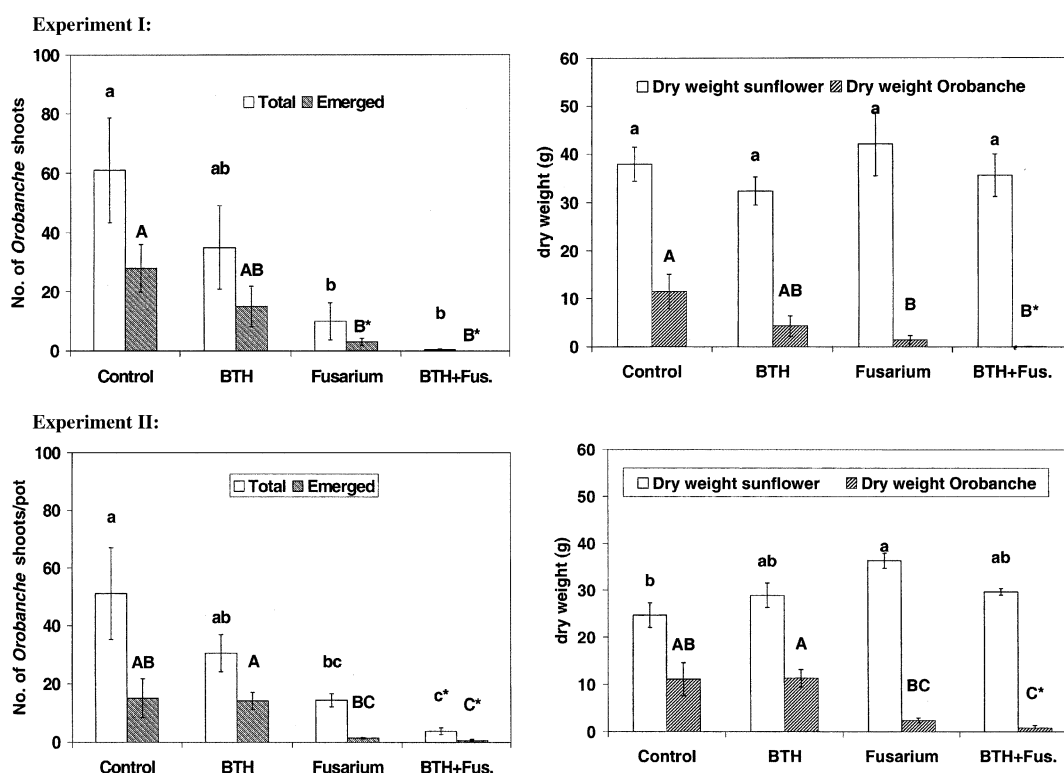 Experiment I:
No. of Orobanche shoots
100
80
60
40
20
0
Total Emerged
a
A
ab
AB
b
B*
b
B*
Control BTH Fusarium BTH+Fus.
dry weight (g)
60
50
40
30
20
10
0
Dry weight sunflower Dry weight Orobanche
a
A
a
AB
a
B
a
B*
Control BTH Fusarium BTH+Fus.
Experiment II:
No. of Orobanche shoots/pot
100
80
60
40
20
0
Total Emerged
a
AB
ab
A
bc
BC
c*
C*
Control BTH Fusarium BTH+Fus.
dry weight (g)
60
50
40
30
20
10
0
Dry weight sunflower Dry weight Orobanche
b
AB
ab
A
a
BC
ab
C*
Control BTH Fusarium BTH+Fus.